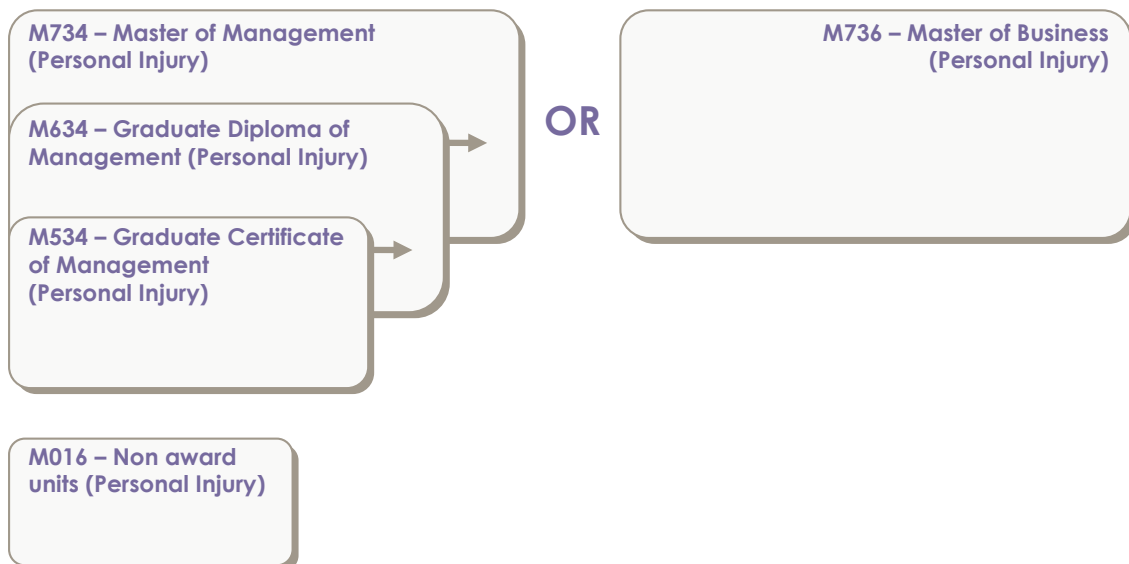 M734 – Master of Management
(Personal Injury)
M634 – Graduate Diploma of
Management (Personal Injury)
M534 – Graduate Certificate
of Management
(Personal Injury)
OR
M736 – Master of Business
(Personal Injury)
M016 – Non award
units (Personal Injury)